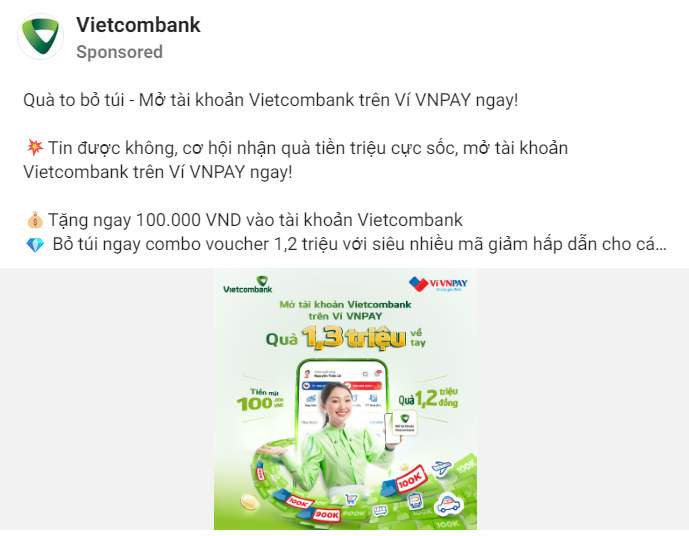 Vietcombank
Sponsored
Quà to bỏ túi - Mở tài khoản Vietcombank trên Ví VNPAY ngay!
💥Tin được không, cơ hội nhận quà tiền triệu cực sốc, mở tài khoản
Vietcombank trên Ví VNPAY ngay!
💰Tặng ngay 100.000 VND vào tài khoản Vietcombank
💎 Bỏ túi ngay combo voucher 1,2 triệu với siêu nhiều mã giảm hấp dẫn cho cá...
Vietcombank
Ví VNPAY
Mở tài khoản Vietcombank
trên Ví VNPAY
Quà 1,3 triệu về tay
Tiền mặt
100.000 VND
Quà 1,2 triệu đồng
Mở tài khoản
Vietcombank
100K
100K
100K
900K
100K